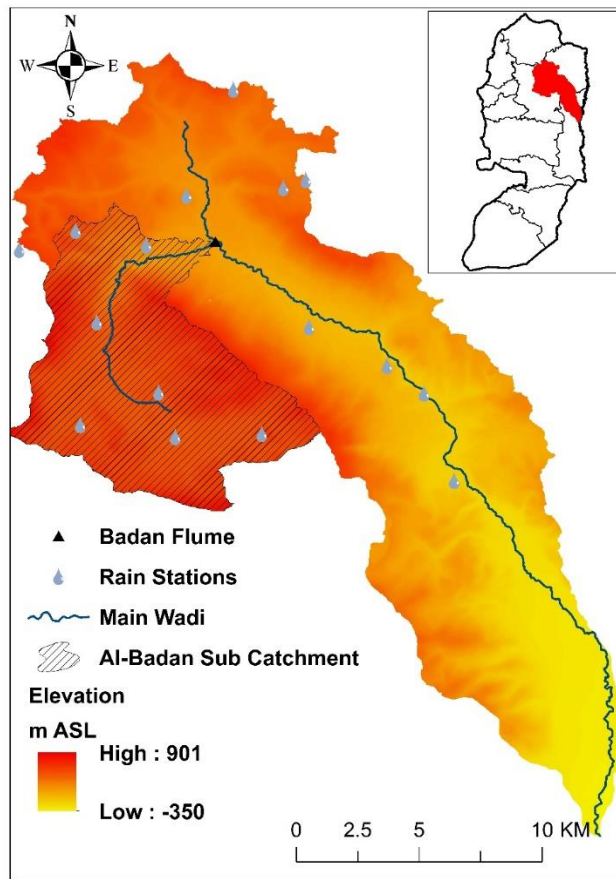 N
W E
S
Badan Flume
Rain Stations
Main Wadi
Al-Badan Sub Catchment
Elevation
m ASL
High : 901
Low : -350
0 2.5 5 10 KM